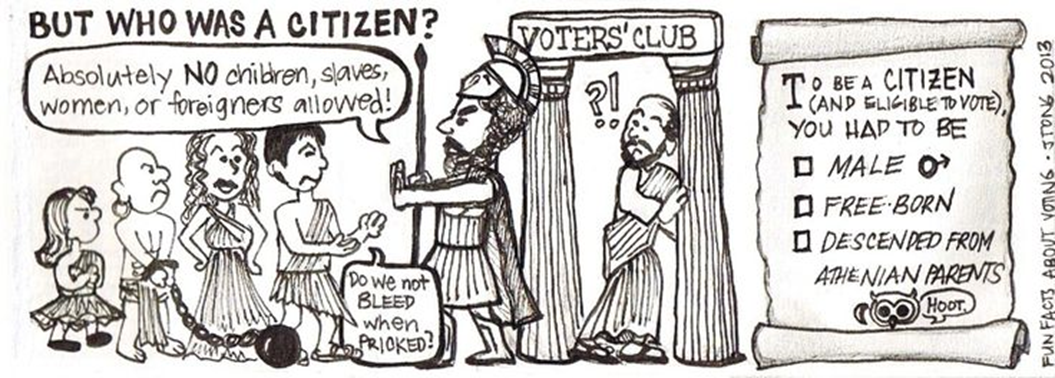 BUT WHO WAS A CITIZEN?
Absolutely NO children, slaves,
women, or foreigners allowed!
Do We not
BLEED
when
PRICKED?
VOTERS' CLUB
?!
TO BE A CITIZEN
(AND ELIGIBLE TO VOTE),
YOU HAD TO BE
MALE
FREE-BORN
DESCENDED FROM
ATHENIAN PARENTS
HOOT.
FUN FACTS ABOUT VOTING · JTONG 2013